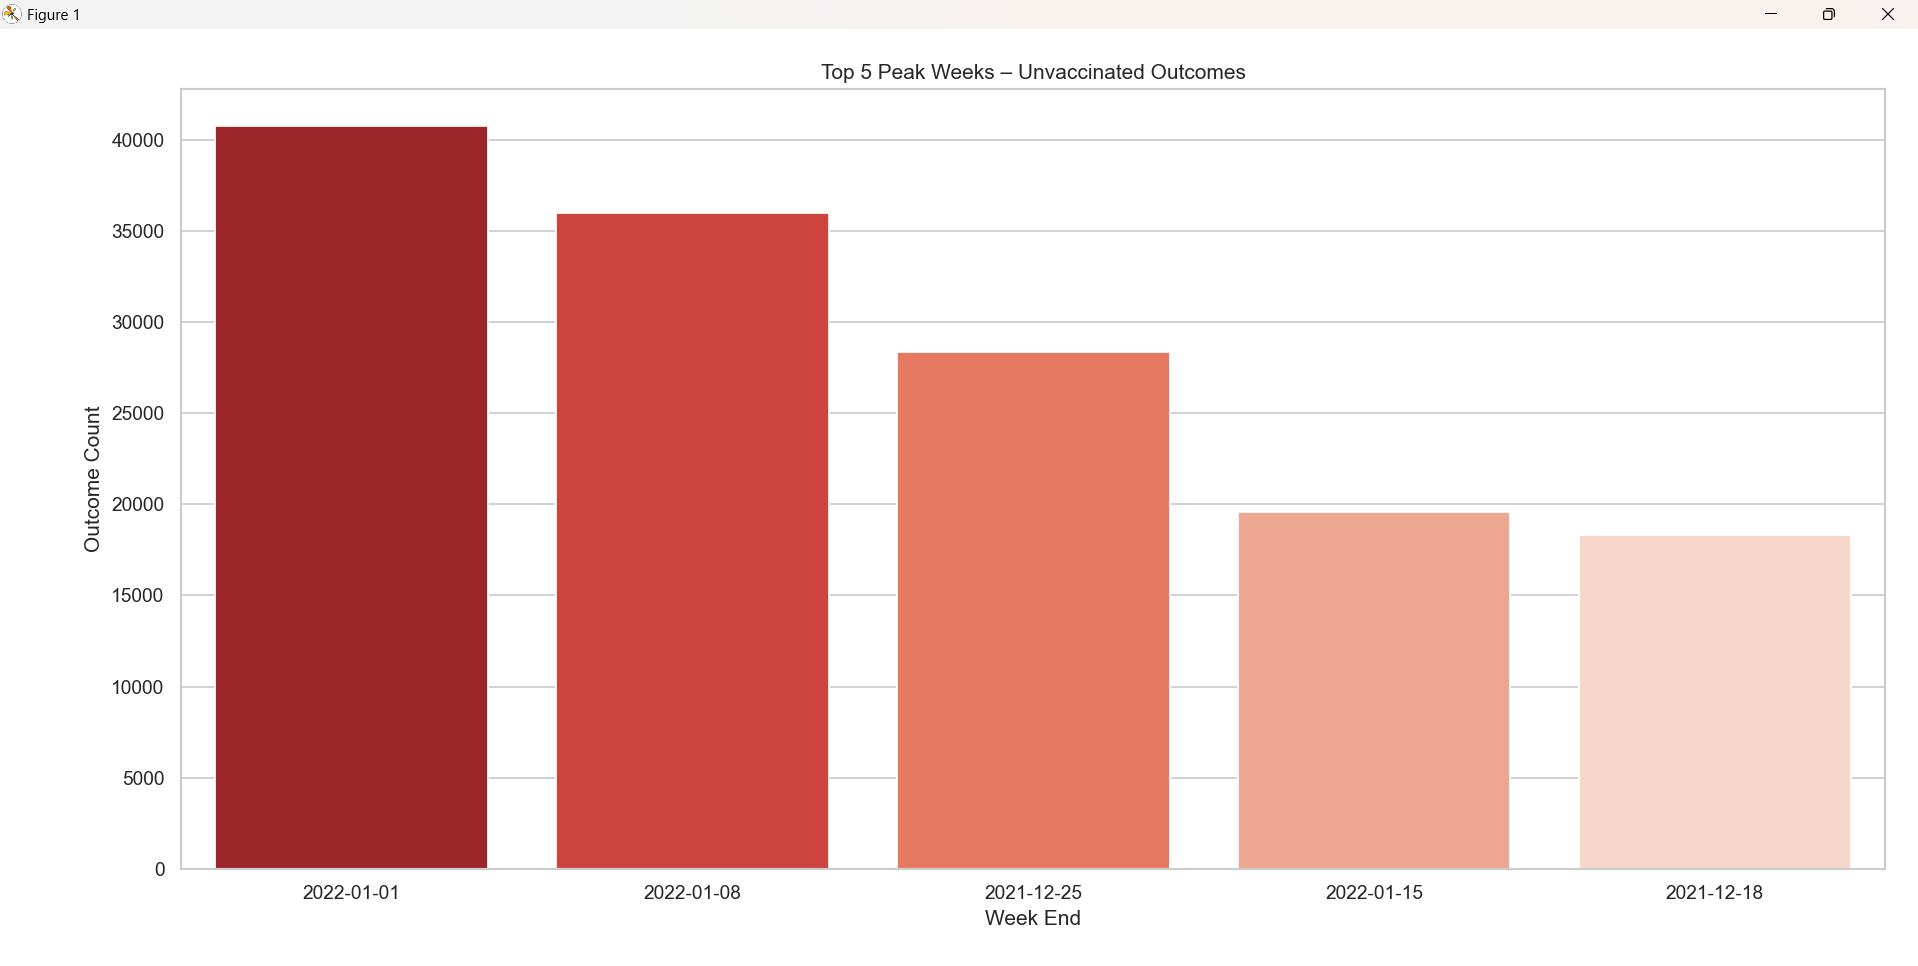 Figure 1
Top 5 Peak Weeks – Unvaccinated Outcomes
Outcome Count
40000
35000
30000
25000
20000
15000
10000
5000
0
2022-01-01 2022-01-08 2021-12-25 2022-01-15 2021-12-18
Week End